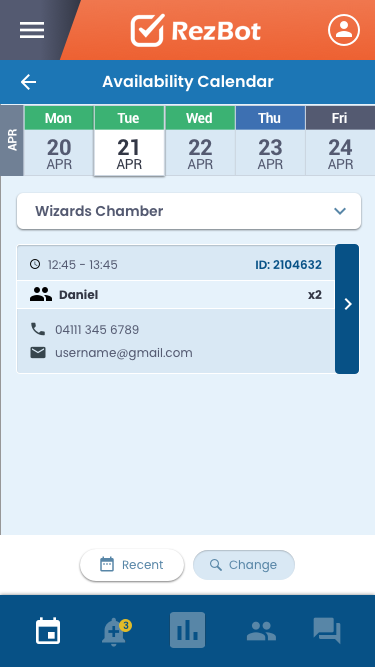 RezBot
Availability Calendar
APR
Mon Tue Wed Thu Fri
20 21 22 23 24
APR APR APR APR APR
Wizards Chamber
12:45 - 13:45 ID: 2104632
Daniel x2
04111 345 6789
username@gmail.com
Recent Change
3